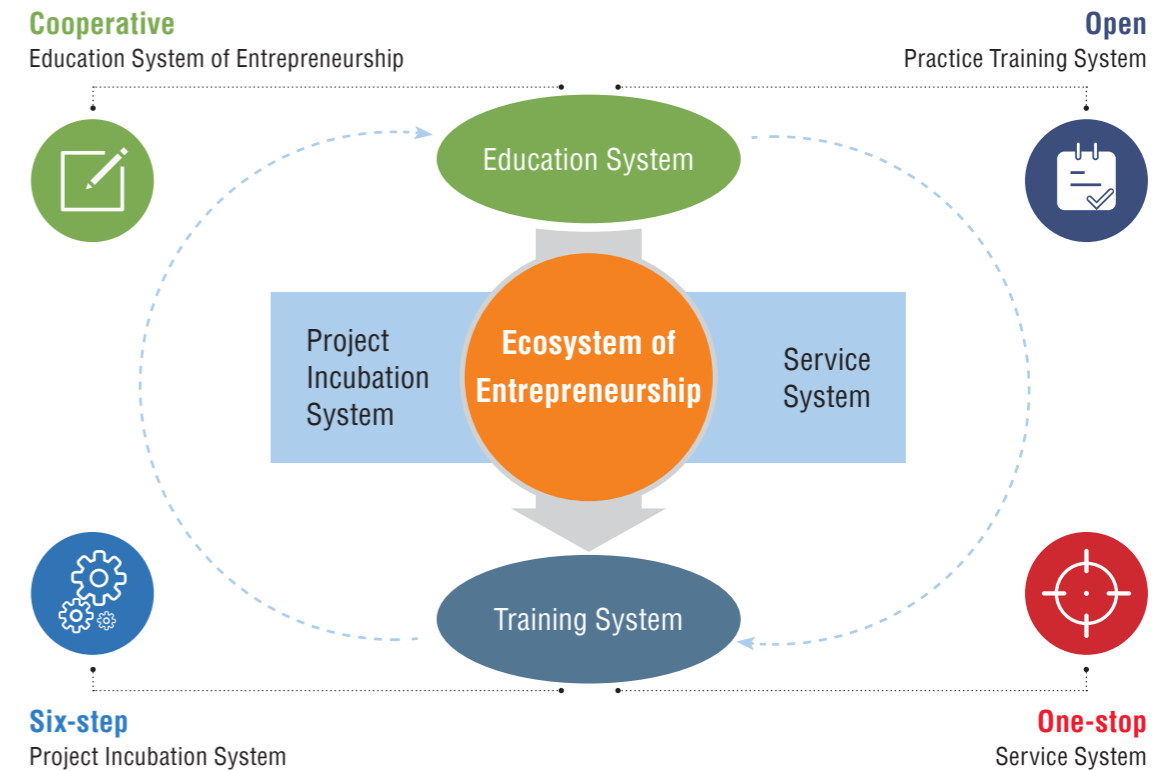 Cooperative
Education System of Entrepreneurship
Open
Practice Training System
Education System
Project
Incubation
System
Ecosystem of
Entrepreneurship
Service
System
Training System
Six-step
Project Incubation System
One-stop
Service System